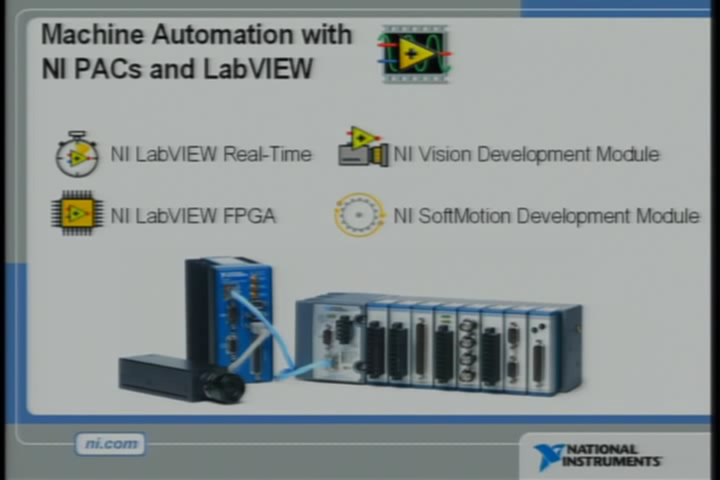 Machine Automation with
NI PACs and LabVIEW
NI LabVIEW Real-Time
NI Vision Development Module
NI LabVIEW FPGA
NI SoftMotion Development Module
ni.com
NATIONAL
INSTRUMENTS